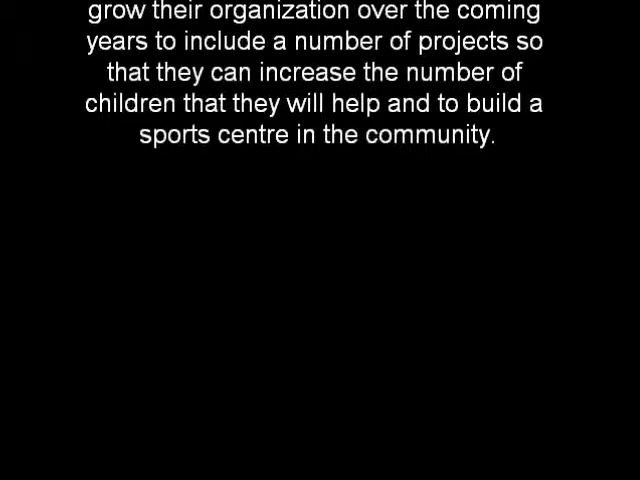 grow their organization over the coming
years to include a number of projects so
that they can increase the number of
children that they will help and to build a
sports centre in the community.